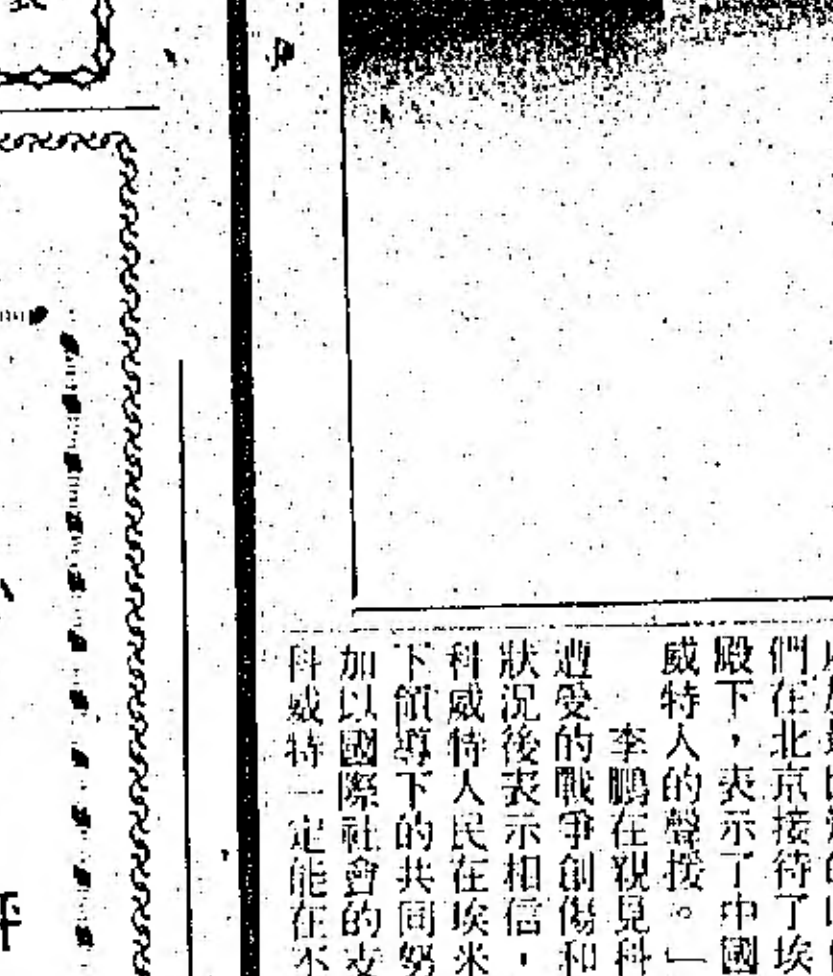 們在北京接待了埃
殿下，表示了中國
威特人的聲援。」
李鵬在親見科
遭受的戰爭創傷和
狀況後表示相信，
科威特人民在埃米
下領導下的共同努
加以國際社會的支
科威特一定能在不